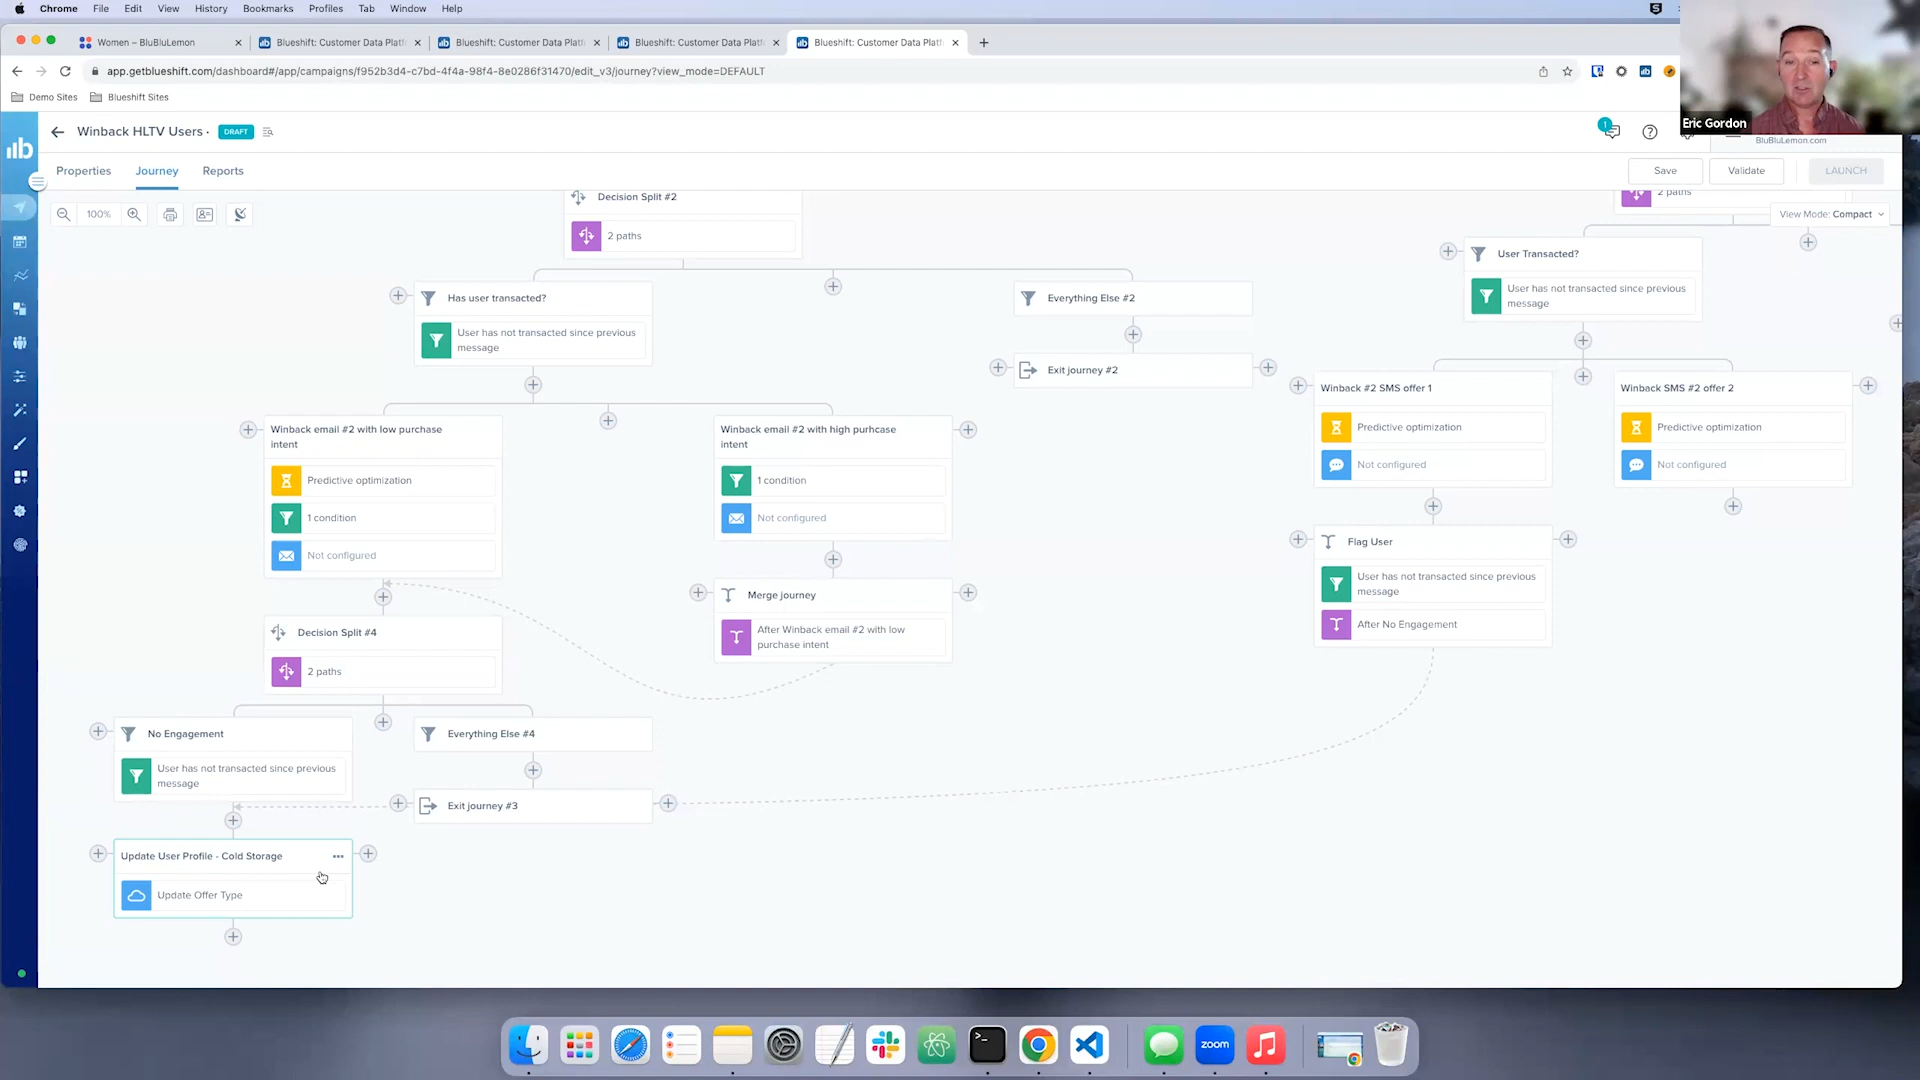 Chrome File Edit View History Bookmarks Profiles Tab Window Help
Women – BluBluLemon
Blueshift: Customer Data Platf
Blueshift: Customer Data Platf
Blueshift: Customer Data Platf
Blueshift: Customer Data Platf
app.getblueshift.com/dashboard#/app/campaigns/f952b3d4-c7bd-4f4a-98f4-8e0286f31470/edit_v3/journey?view_mode=DEFAULT
Demo Sites
Blueshift Sites
Eric Gordon
Winback HLTV Users
DRAFT
1
BluBluLemon.com
Properties
Journey
Reports
Save
Validate
LAUNCH
100%
View Mode: Compact
Decision Split #2
2 paths
2 paths
User Transacted?
User has not transacted since previous
message
Has user transacted?
User has not transacted since previous
message
Everything Else #2
Exit journey #2
Winback #2 SMS offer 1
Predictive optimization
Not configured
Winback SMS #2 offer 2
Predictive optimization
Not configured
Winback email #2 with low purchase
intent
Predictive optimization
1 condition
Not configured
Winback email #2 with high purhcase
intent
1 condition
Not configured
Flag User
User has not transacted since previous
message
After No Engagement
Merge journey
After Winback email #2 with low
purchase intent
Decision Split #4
2 paths
No Engagement
User has not transacted since previous
message
Everything Else #4
Exit journey #3
Update User Profile - Cold Storage
Update Offer Type
zoom